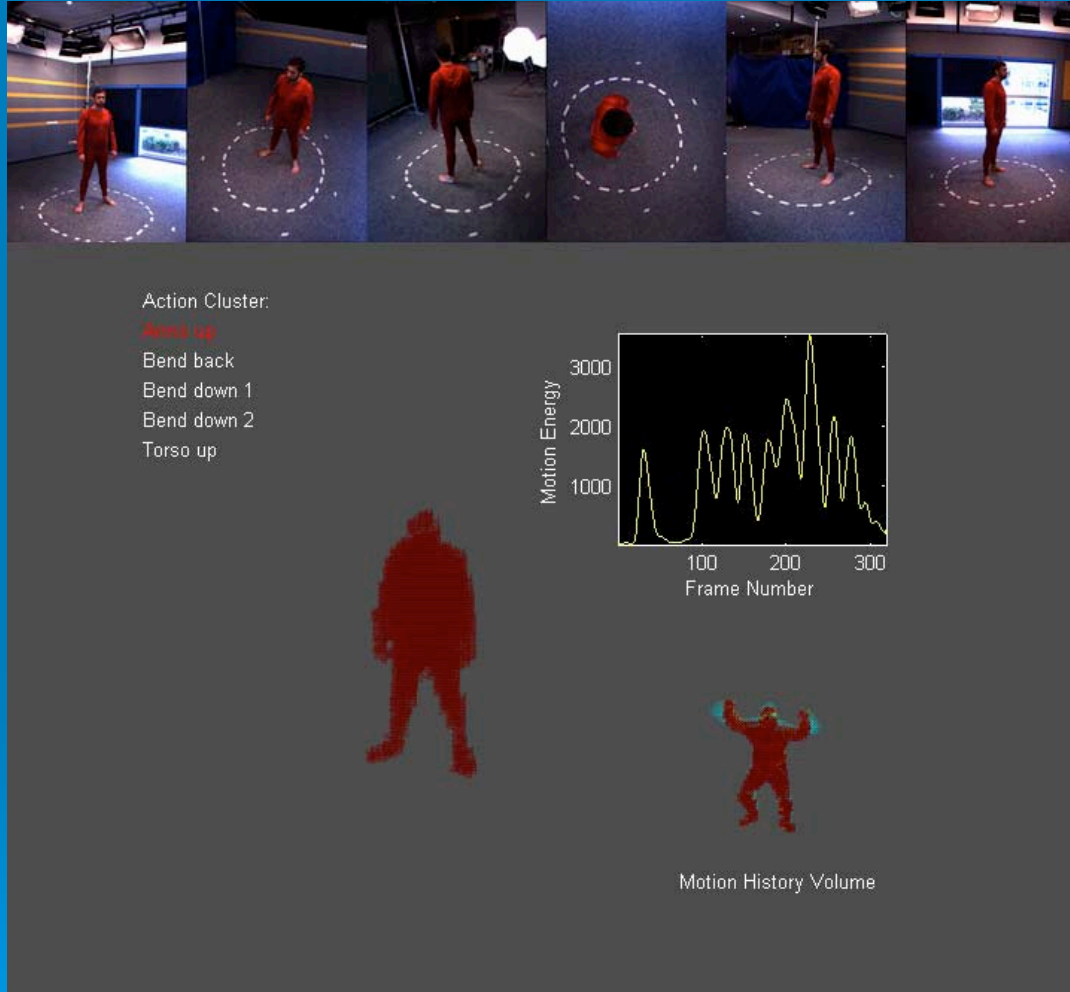 Action Cluster:
Arms up
Bend back
Bend down 1
Bend down 2
Torso up
3000
2000
1000
Motion Energy
100 200 300
Frame Number
Motion History Volume